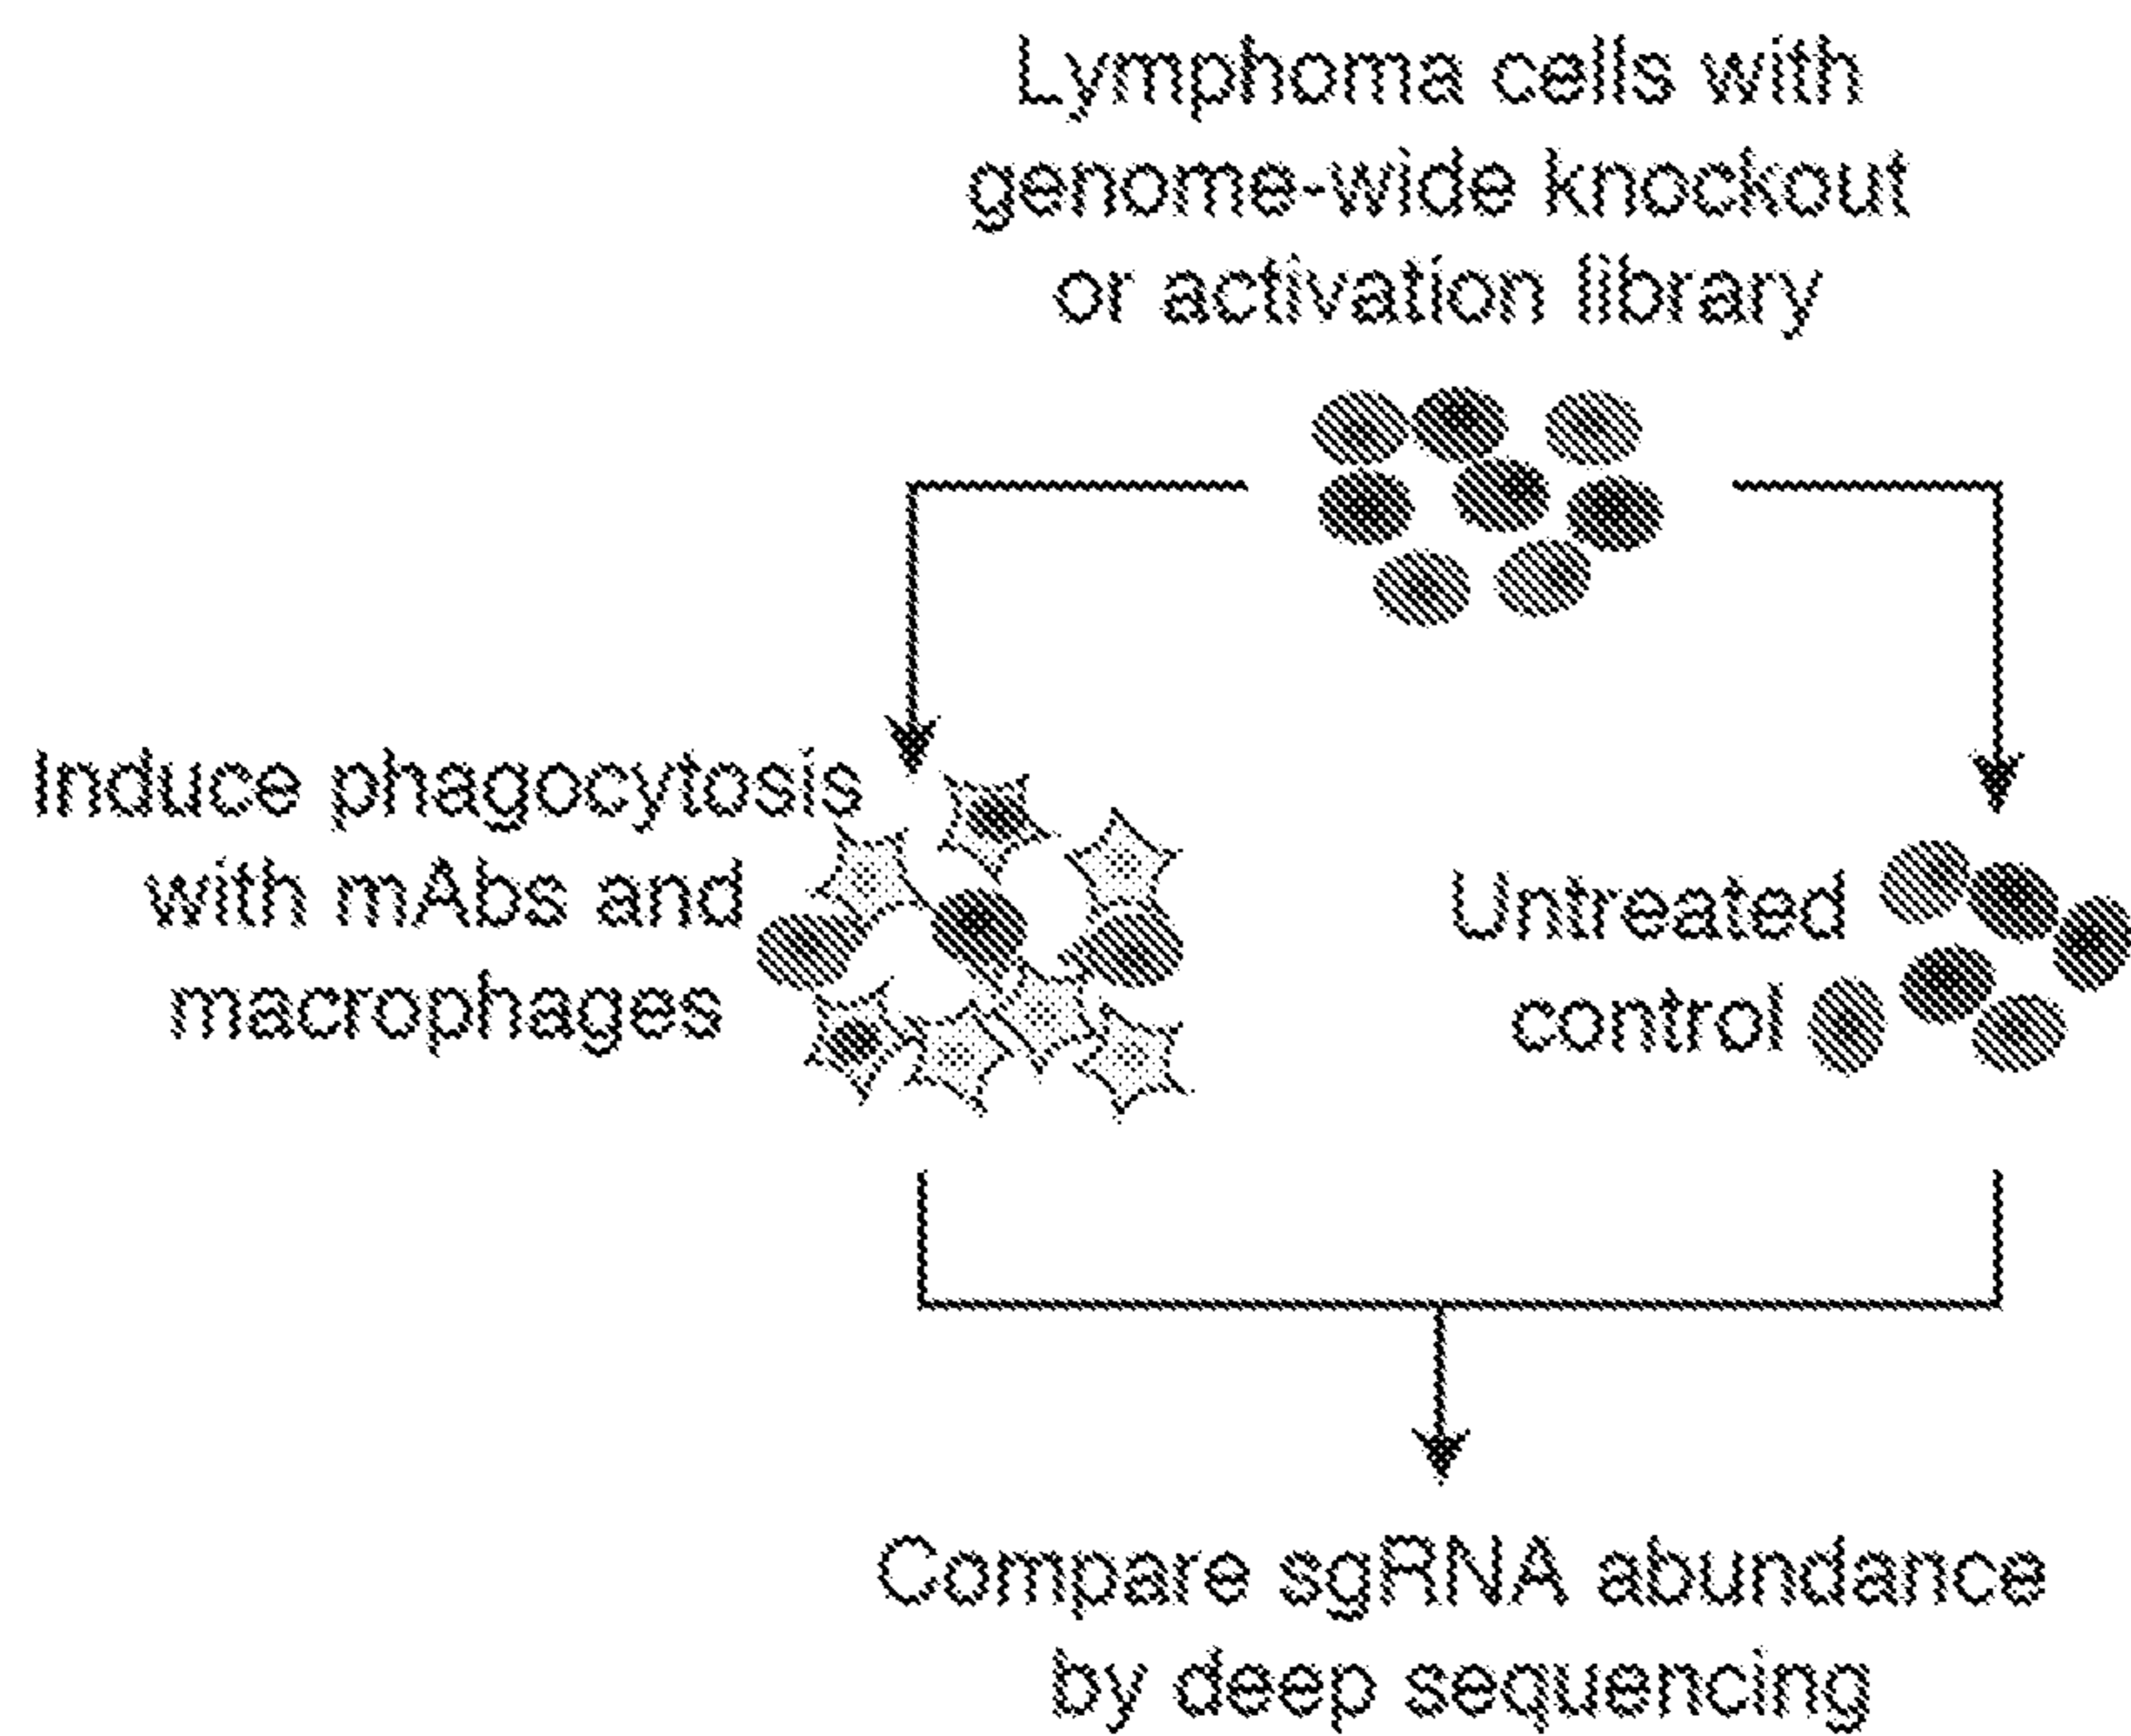 Lymphoma cells with
genome-wide knockout
or activation library
Induce phagocytosis
with mAbs and
macrophages
Untreated
control
Compare sgRNA abundance
by deep sequencing